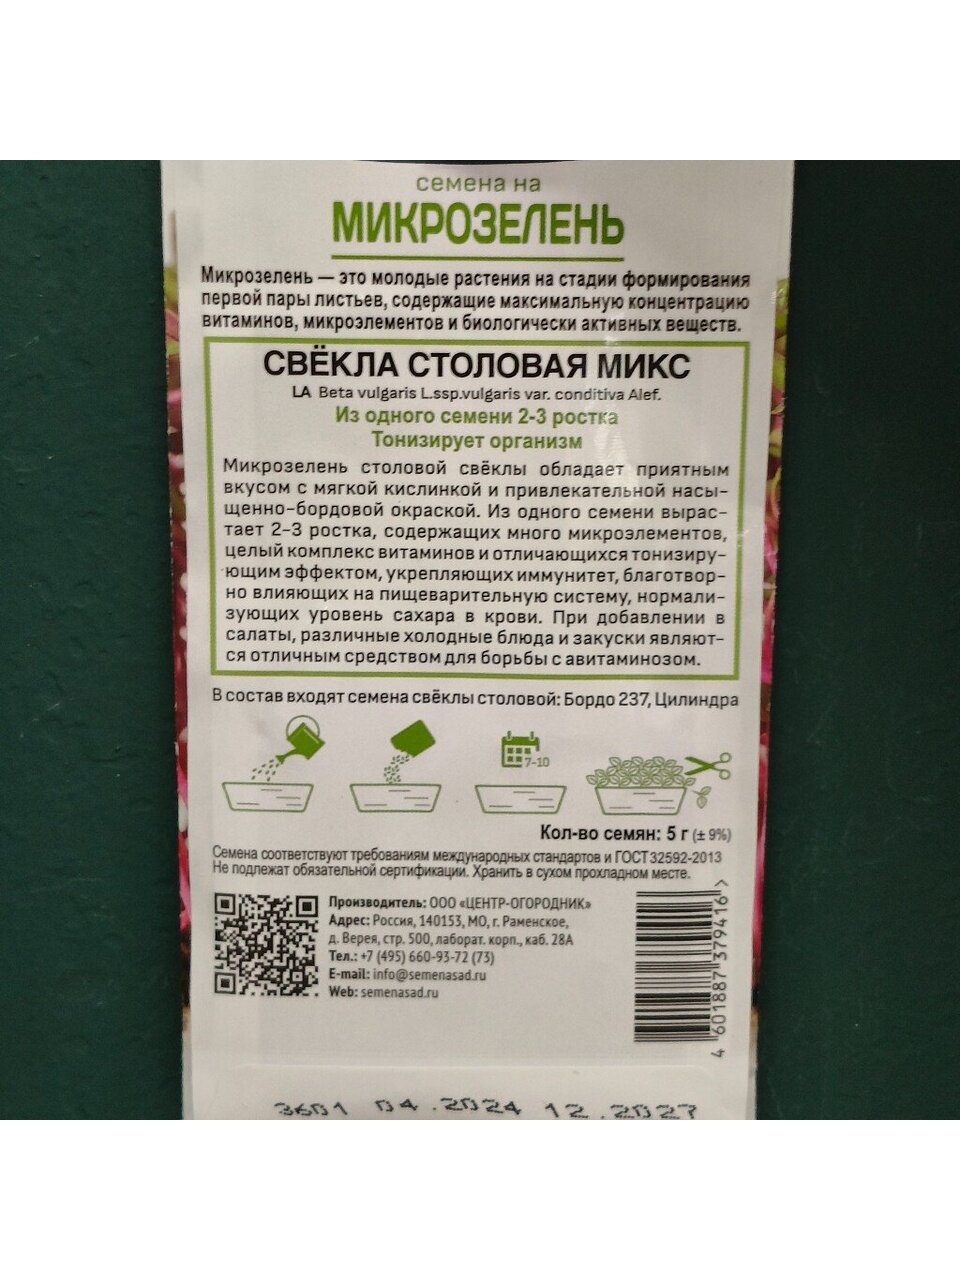 семена на
МИКРОЗЕЛЕНЬ
Микрозелень — это молодые растения на стадии формирования
первой пары листьев, содержащие максимальную концентрацию
витаминов, микроэлементов и биологически активных веществ.
СВЁКЛА СТОЛОВАЯ МИКС
LA Beta vulgaris L.ssp.vulgaris var. conditiva Alef.
Из одного семени 2-3 ростка
Тонизирует организм
Микрозелень столовой свёклы обладает приятным
вкусом с мягкой кислинкой и привлекательной насы-
щенно-бордовой окраской. Из одного семени вырас-
тает 2-3 ростка, содержащих много микроэлементов,
целый комплекс витаминов и отличающихся тонизиру-
ющим эффектом, укрепляющих иммунитет, благотвор-
но влияющих на пищеварительную систему, нормали-
зующих уровень сахара в крови. При добавлении в
салаты, различные холодные блюда и закуски являют-
ся отличным средством для борьбы с авитаминозом.
В состав входят семена свёклы столовой: Бордо 237, Цилиндра
7-10
Кол-во семян: 5 г (± 9%)
Семена соответствуют требованиям международных стандартов и ГОСТ 32592-2013
Не подлежат обязательной сертификации. Хранить в сухом прохладном месте.
Производитель: ООО «ЦЕНТР-ОГОРОДНИК»
Адрес: Россия, 140153, МО, г. Раменское,
д. Верея, стр. 500, лаборат. корп., каб. 28А
Тел.: +7 (495) 660-93-72 (73)
E-mail: info@semenasad.ru
Web: semenasad.ru
4 601887 379416 >
3601 04.2024 12.2027